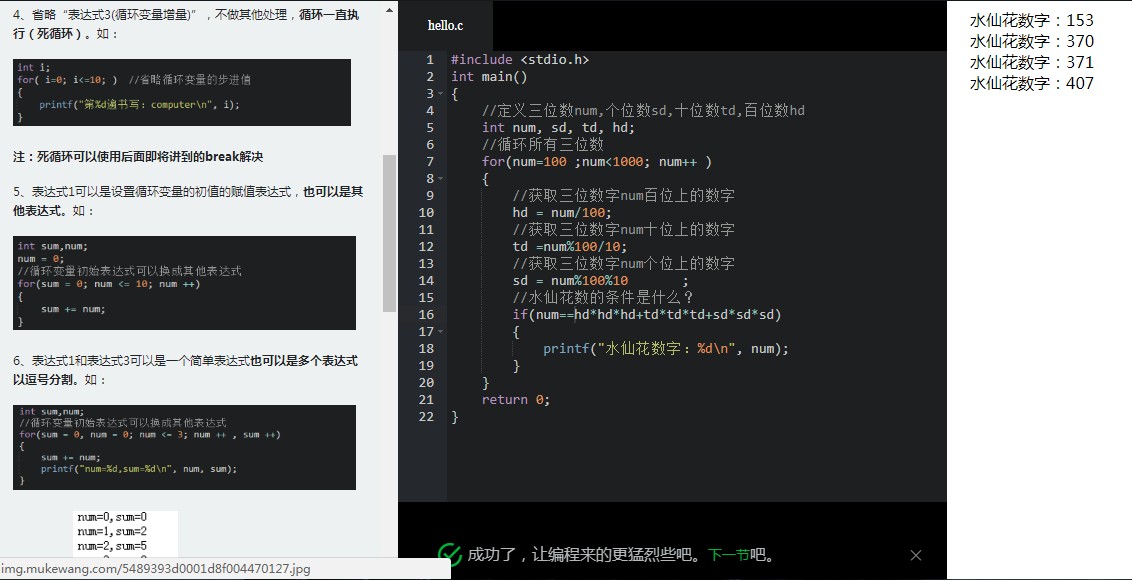 4、省略“表达式3(循环变量增量)”，不做其他处理，循环一直执
行（死循环）。如：
int i;
for( i=0; i<=10; )  //省略循环变量的步进值
{
    printf("第%d遍书写：computer\n", i);
}
注：死循环可以使用后面即将讲到的break解决
5、表达式1可以是设置循环变量的初值的赋值表达式，也可以是其
他表达式。如：
int sum,num;
num = 0;
//循环变量初始表达式可以换成其他表达式
for(sum = 0; num <= 10; num ++)
{
    sum += num;
}
6、表达式1和表达式3可以是一个简单表达式也可以是多个表达式
以逗号分割。如：
int sum,num;
//循环变量初始表达式可以换成其他表达式
for(sum = 0, num = 0; num <= 3; num ++ , sum ++)
{
    sum += num;
    printf("num=%d,sum=%d\n", num, sum);
}
num=0,sum=0
num=1,sum=2
num=2,sum=5
img.mukewang.com/5489393d0001d8f004470127.jpg
hello.c
1 #include <stdio.h>
2 int main()
3 {
4     //定义三位数num,个位数sd,十位数td,百位数hd
5     int num, sd, td, hd;
6     //循环所有三位数
7     for(num=100 ;num<1000; num++ )
8     {
9         //获取三位数字num百位上的数字
10         hd = num/100;
11         //获取三位数字num十位上的数字
12         td =num%100/10;
13         //获取三位数字num个位上的数字
14         sd = num%100%10       ;
15         //水仙花数的条件是什么？
16         if(num==hd*hd*hd+td*td*td+sd*sd*sd)
17         {
18             printf("水仙花数字：%d\n", num);
19         }
20     }
21     return 0;
22 }
成功了，让编程来的更猛烈些吧。下一节吧。
水仙花数字：153
水仙花数字：370
水仙花数字：371
水仙花数字：407